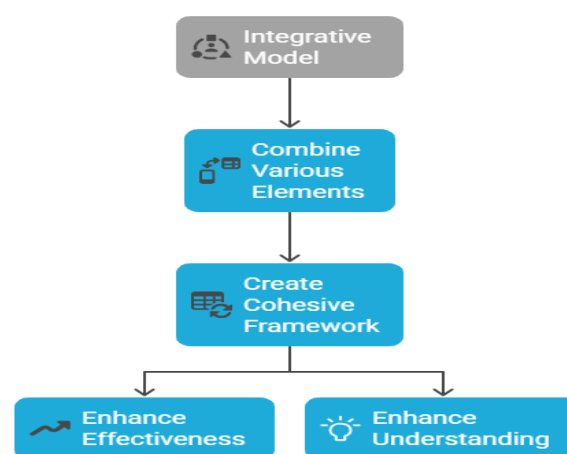 Integrative
Model
Combine
Various
Elements
Create
Cohesive
Framework
Enhance
Effectiveness
Enhance
Understanding